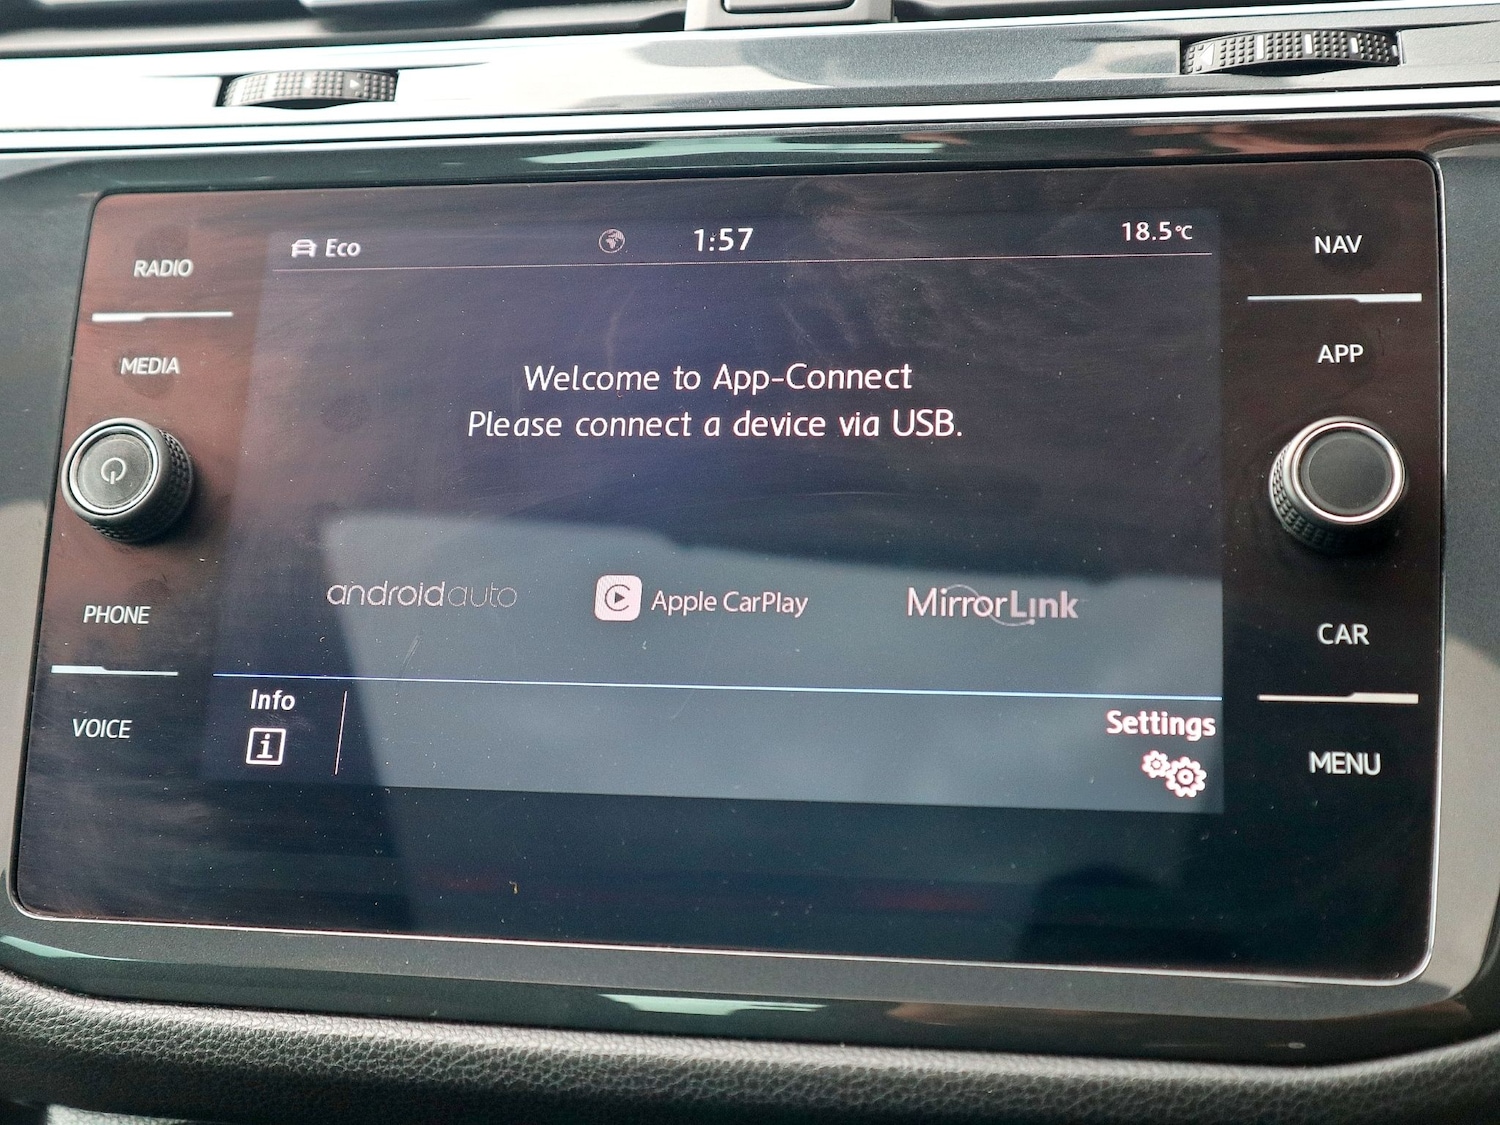 Eco
1:57
18.5°C
RADIO
MEDIA
PHONE
VOICE
Welcome to App-Connect
Please connect a device via USB.
androidauto
Apple CarPlay
MirrorLink
Info
i
Settings
NAV
APP
CAR
MENU